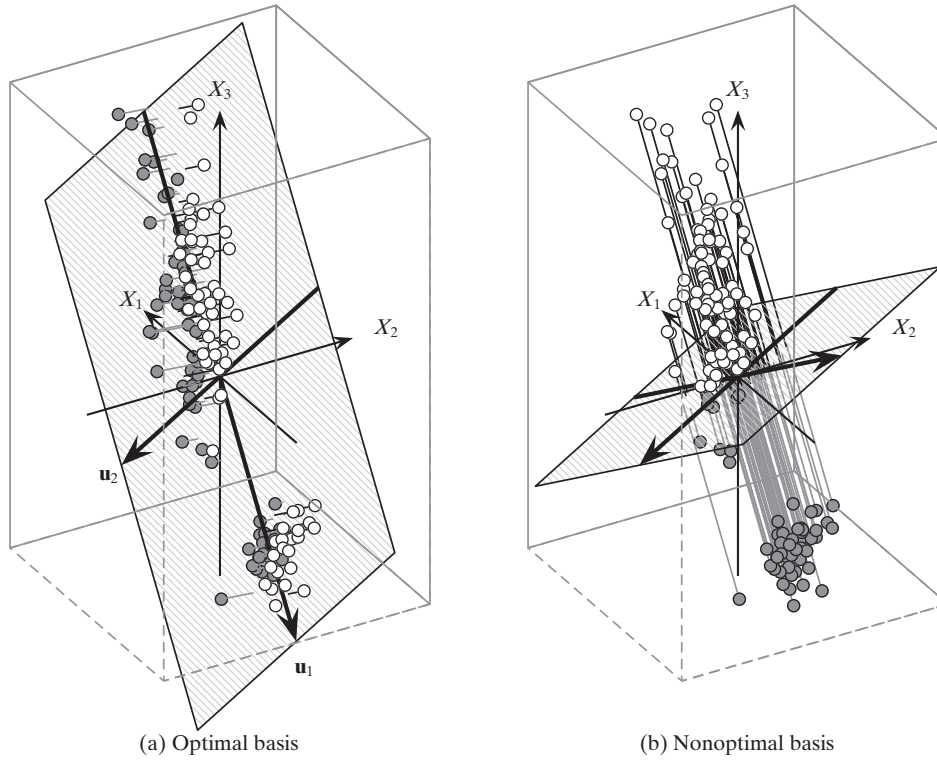 X3
X1
X2
u2
u1
(a) Optimal basis
X3
X1
X2
(b) Nonoptimal basis